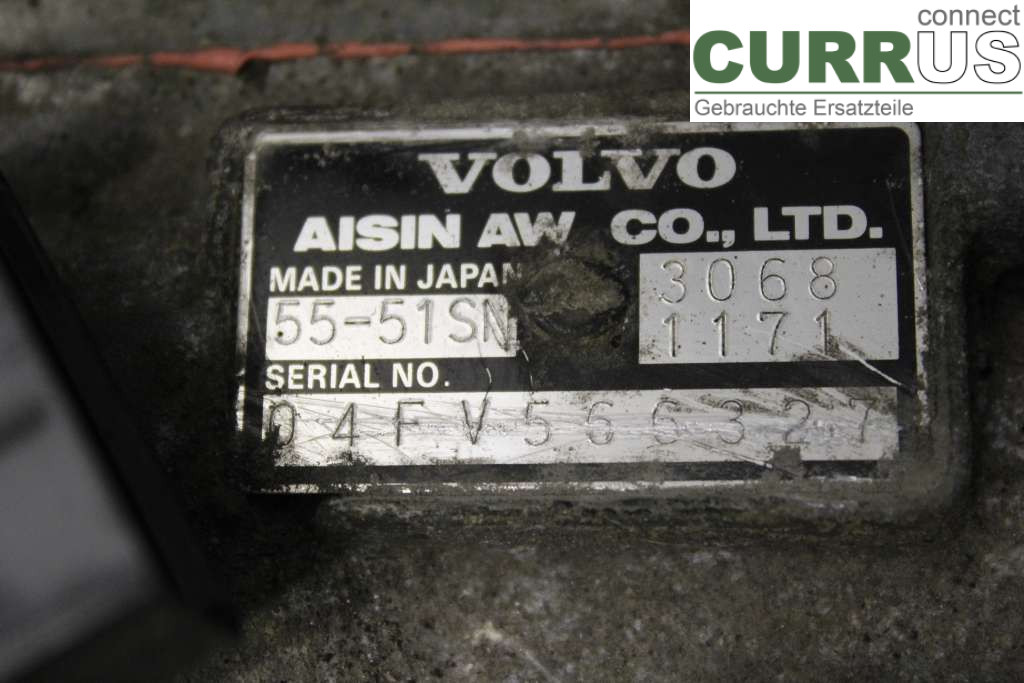 connect
CURRUS
Gebrauchte Ersatzteile
VOLVO
AISIN AW CO., LTD.
MADE IN JAPAN
3068
55-51SN
1171
SERIAL NO.
04FV566327